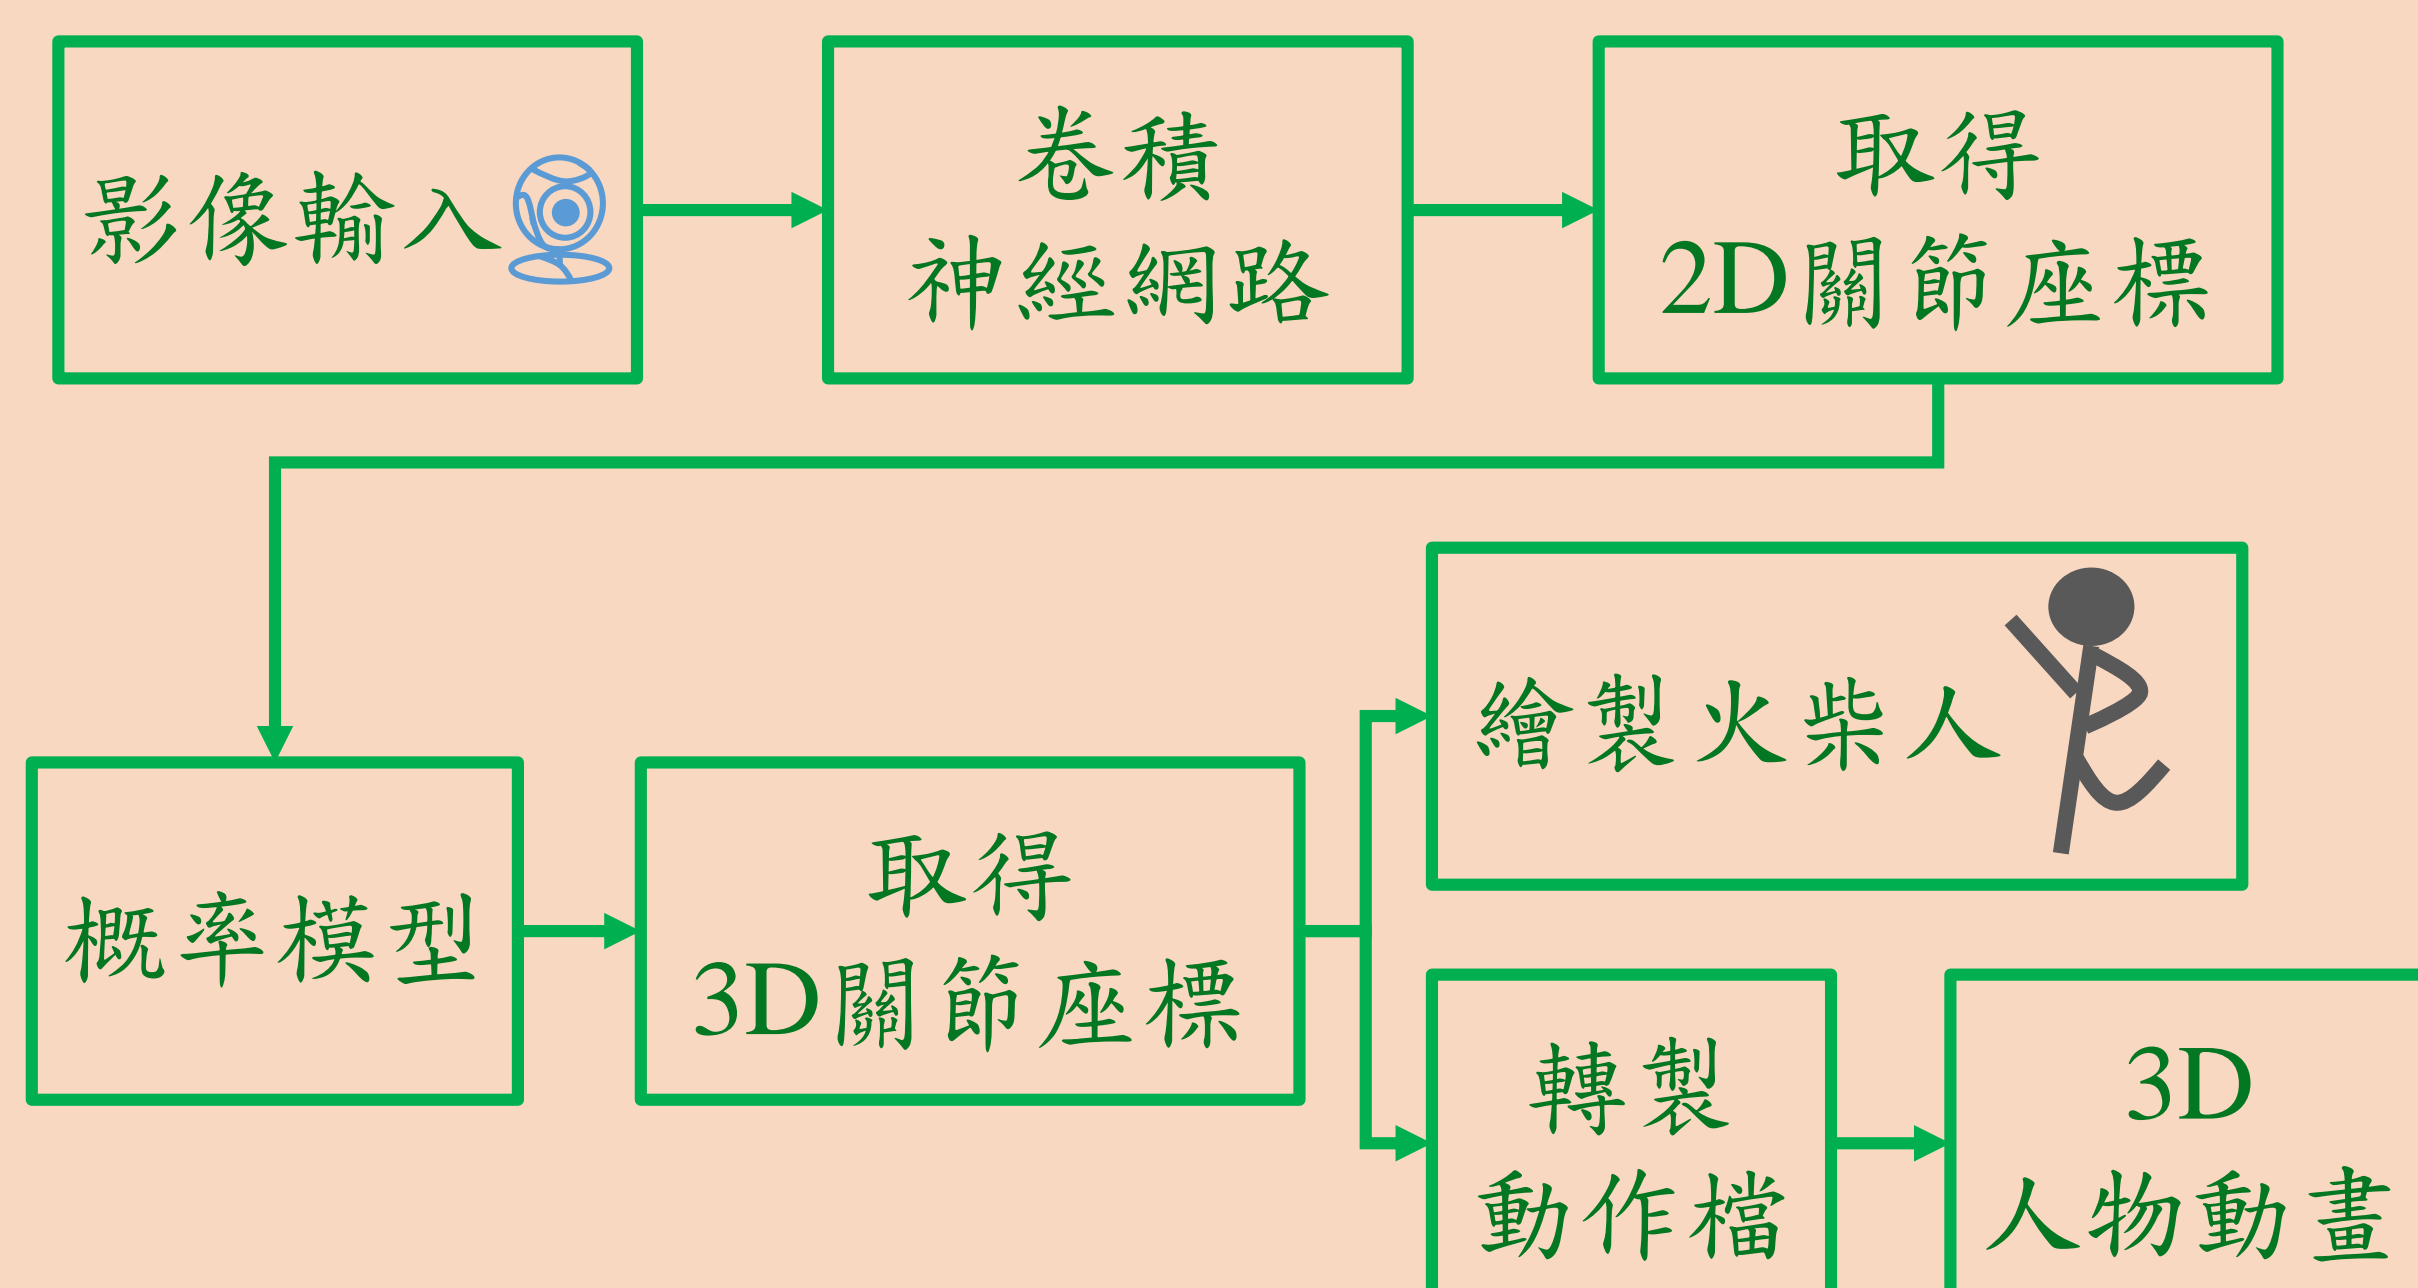 影像輸入
卷積
神經網路
取得
2D關節座標
概率模型
取得
3D關節座標
繪製火柴人
轉製
動作檔
3D
人物動畫